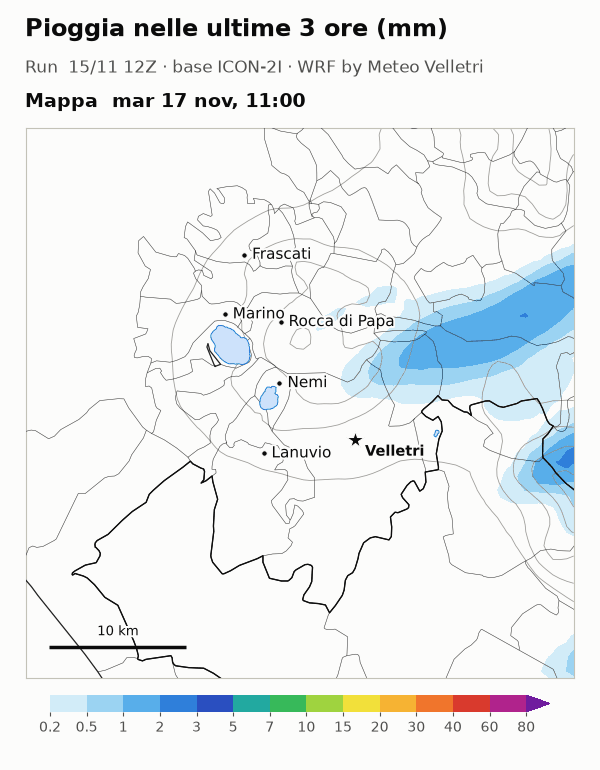 Pioggia nelle ultime 3 ore (mm)
Run  15/11 12Z · base ICON-2I · WRF by Meteo Velletri
Mappa  mar 17 nov, 11:00
Frascati
Marino
Rocca di Papa
Nemi
Velletri
Lanuvio
10 km
0.2 0.5 1 2 3 5 7 10 15 20 30 40 60 80